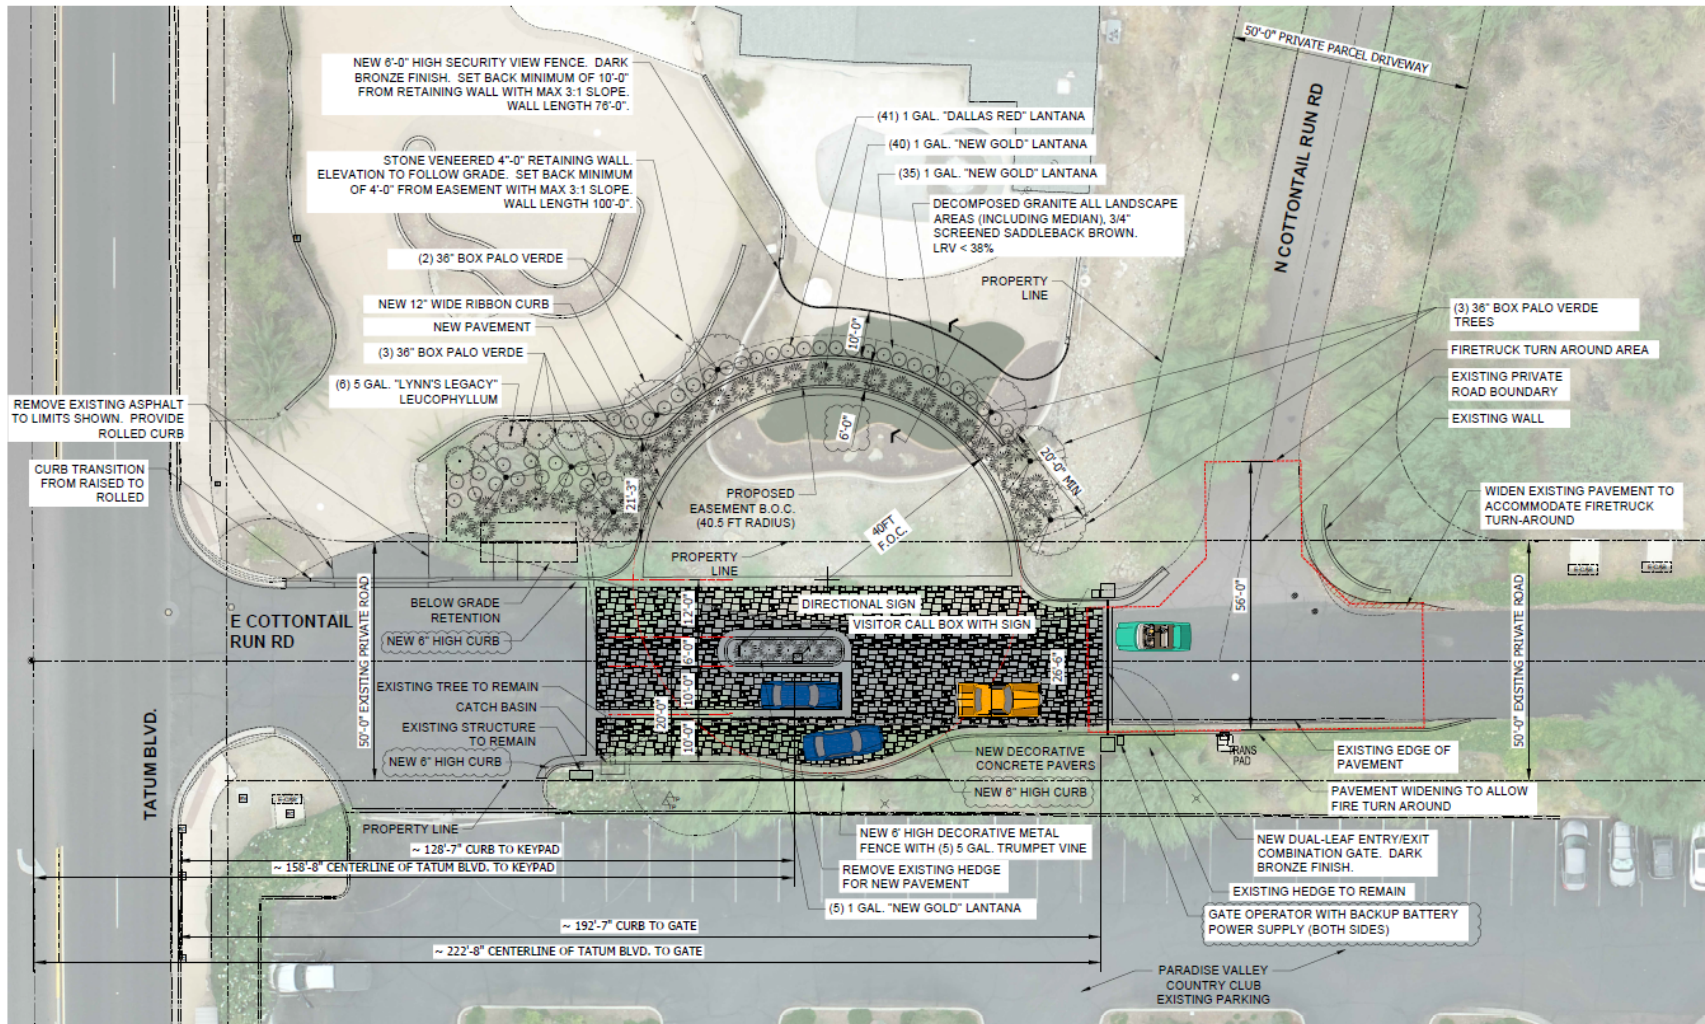 NEW 6'-0" HIGH SECURITY VIEW FENCE. DARK
BRONZE FINISH. SET BACK MINIMUM OF 10'-0"
FROM RETAINING WALL WITH MAX 3:1 SLOPE.
WALL LENGTH 76'-0".
STONE VENEERED 4"-0" RETAINING WALL.
ELEVATION TO FOLLOW GRADE. SET BACK MINIMUM
OF 4'-0" FROM EASEMENT WITH MAX 3:1 SLOPE.
WALL LENGTH 100'-0".
(2) 36" BOX PALO VERDE
NEW 12" WIDE RIBBON CURB
NEW PAVEMENT
(3) 36" BOX PALO VERDE
(6) 5 GAL. "LYNN'S LEGACY"
LEUCOPHYLLUM
REMOVE EXISTING ASPHALT
TO LIMITS SHOWN. PROVIDE
ROLLED CURB
CURB TRANSITION
FROM RAISED TO
ROLLED
(41) 1 GAL. "DALLAS RED" LANTANA
(40) 1 GAL. "NEW GOLD" LANTANA
(35) 1 GAL. "NEW GOLD" LANTANA
DECOMPOSED GRANITE ALL LANDSCAPE
AREAS (INCLUDING MEDIAN), 3/4"
SCREENED SADDLEBACK BROWN.
LRV < 38%
PROPERTY
LINE
50'-0" PRIVATE PARCEL DRIVEWAY
N COTTONTAIL RUN RD
(3) 36" BOX PALO VERDE
TREES
FIRETRUCK TURN AROUND AREA
EXISTING PRIVATE
ROAD BOUNDARY
EXISTING WALL
WIDEN EXISTING PAVEMENT TO
ACCOMMODATE FIRETRUCK
TURN-AROUND
10'-0"
6'-0"
20'-0" MIN
21'-3"
PROPOSED
EASEMENT B.O.C.
(40.5 FT RADIUS)
40FT
F.O.C.
PROPERTY
LINE
BELOW GRADE
RETENTION
NEW 6" HIGH CURB
E COTTONTAIL
RUN RD
50'-0" EXISTING PRIVATE ROAD
TATUM BLVD.
DIRECTIONAL SIGN
VISITOR CALL BOX WITH SIGN
12'-0"
6'-0"
10'-0"
20'-0"
10'-0"
26'-6"
56'-0"
50'-0" EXISTING PRIVATE ROAD
EXISTING TREE TO REMAIN
CATCH BASIN
EXISTING STRUCTURE
TO REMAIN
NEW 6" HIGH CURB
NEW DECORATIVE
CONCRETE PAVERS
NEW 6" HIGH CURB
TRANS
PAD
EXISTING EDGE OF
PAVEMENT
PAVEMENT WIDENING TO ALLOW
FIRE TURN AROUND
PROPERTY LINE
~ 128'-7" CURB TO KEYPAD
~ 158'-8" CENTERLINE OF TATUM BLVD. TO KEYPAD
NEW 6' HIGH DECORATIVE METAL
FENCE WITH (5) 5 GAL. TRUMPET VINE
REMOVE EXISTING HEDGE
FOR NEW PAVEMENT
(5) 1 GAL. "NEW GOLD" LANTANA
NEW DUAL-LEAF ENTRY/EXIT
COMBINATION GATE. DARK
BRONZE FINISH.
EXISTING HEDGE TO REMAIN
GATE OPERATOR WITH BACKUP BATTERY
POWER SUPPLY (BOTH SIDES)
~ 192'-7" CURB TO GATE
~ 222'-8" CENTERLINE OF TATUM BLVD. TO GATE
PARADISE VALLEY
COUNTRY CLUB
EXISTING PARKING